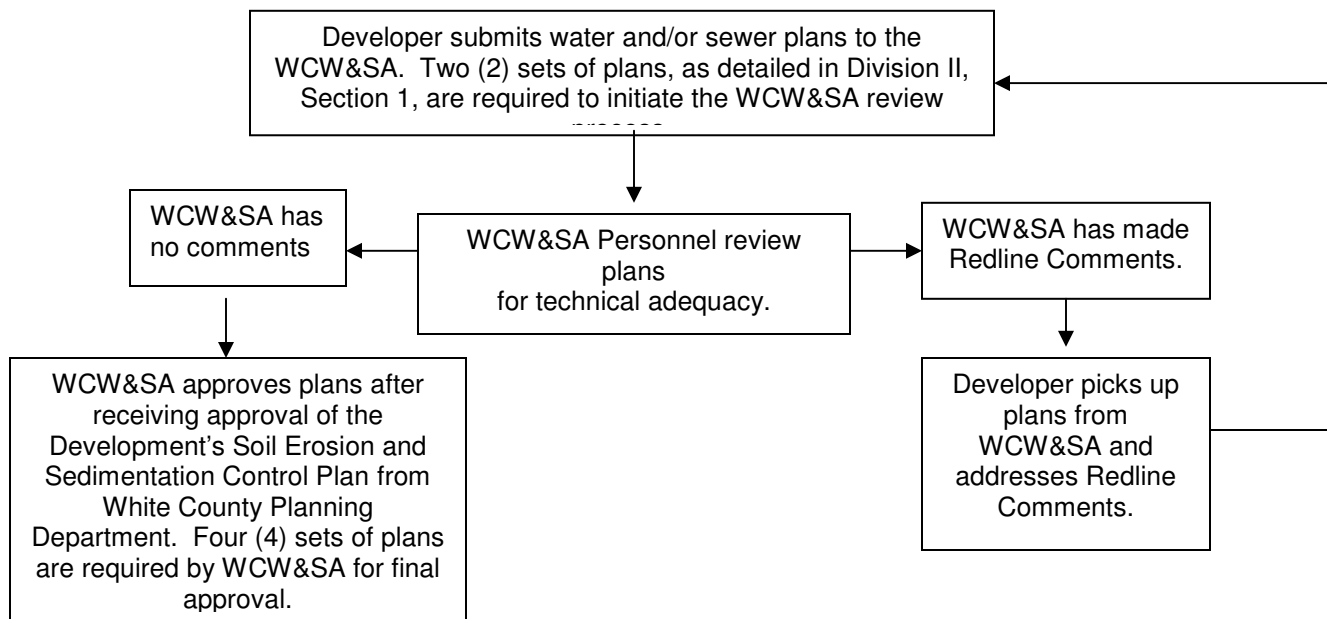 Developer submits water and/or sewer plans to the
WCW&SA.  Two (2) sets of plans, as detailed in Division II,
Section 1, are required to initiate the WCW&SA review
WCW&SA has
no comments
WCW&SA Personnel review
plans
for technical adequacy.
WCW&SA has made
Redline Comments.
WCW&SA approves plans after
receiving approval of the
Development's Soil Erosion and
Sedimentation Control Plan from
White County Planning
Department.  Four (4) sets of plans
are required by WCW&SA for final
approval.
Developer picks up
plans from
WCW&SA and
addresses Redline
Comments.